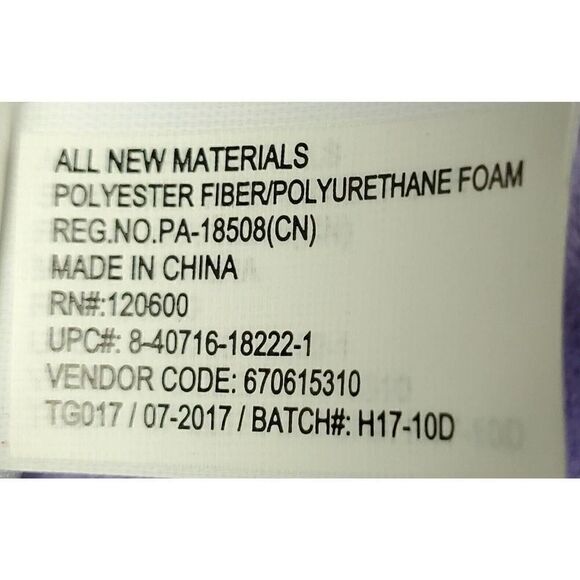 ALL NEW MATERIALS
POLYESTER FIBER/POLYURETHANE FOAM
REG.NO.PA-18508(CN)
MADE IN CHINA
RN#:120600
UPC#: 8-40716-18222-1
VENDOR CODE: 670615310
TG017 / 07-2017 / BATCH#: H17-10D